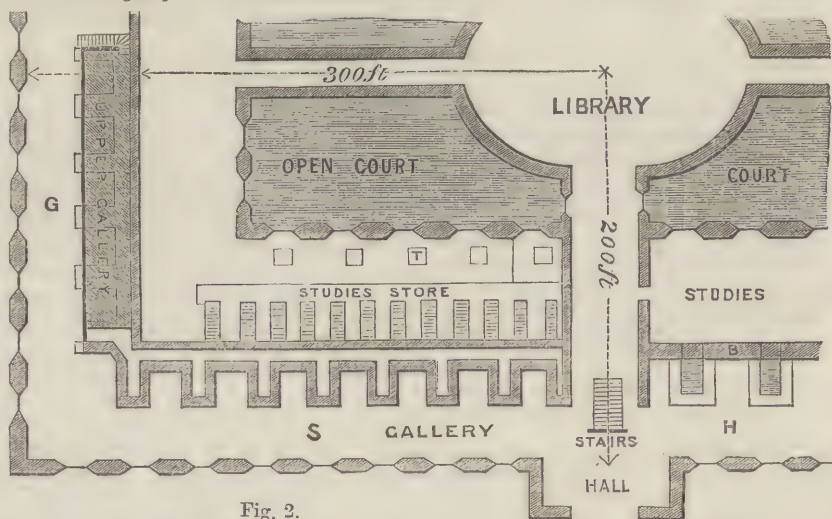 300ft
LIBRARY
OPEN COURT
COURT
G
UPPER GALLERY
200ft
T
STUDIES STORE
STUDIES
B
S GALLERY
STAIRS
H
HALL
Fig. 2.